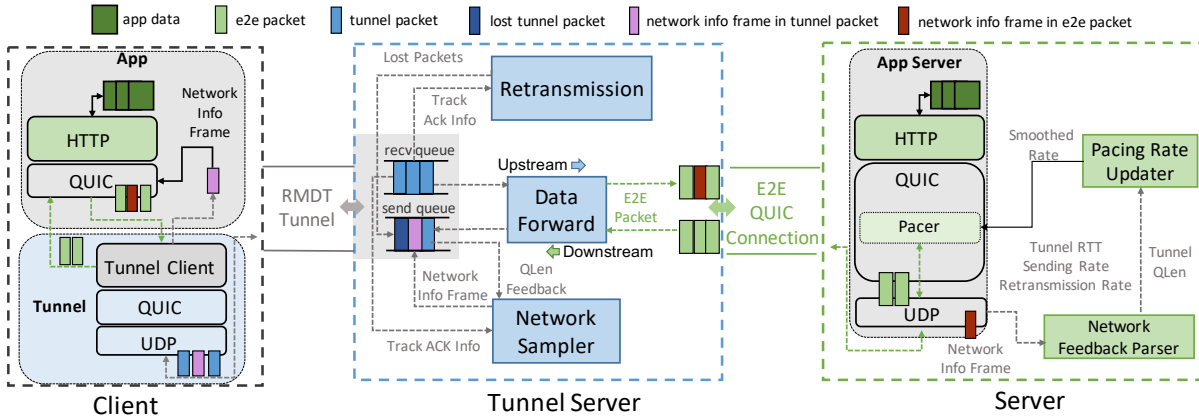 app data
e2e packet
tunnel packet
lost tunnel packet
network info frame in tunnel packet
network info frame in e2e packet
App
HTTP
QUIC
Network
Info
Frame
Tunnel
Tunnel Client
QUIC
UDP
Client
RMDT
Tunnel
Lost Packets
Track
Ack Info
Retransmission
recv queue
send queue
Upstream
Data
Forward
Downstream
E2E
Packet
Network
Info Frame
QLen
Feedback
Network
Sampler
Track ACK Info
Tunnel Server
E2E
QUIC
Connection
App Server
HTTP
QUIC
Pacer
UDP
Smoothed
Rate
Pacing Rate
Updater
Tunnel RTT
Sending Rate
Retransmission Rate
Tunnel
QLen
Network
Info Frame
Network
Feedback Parser
Server